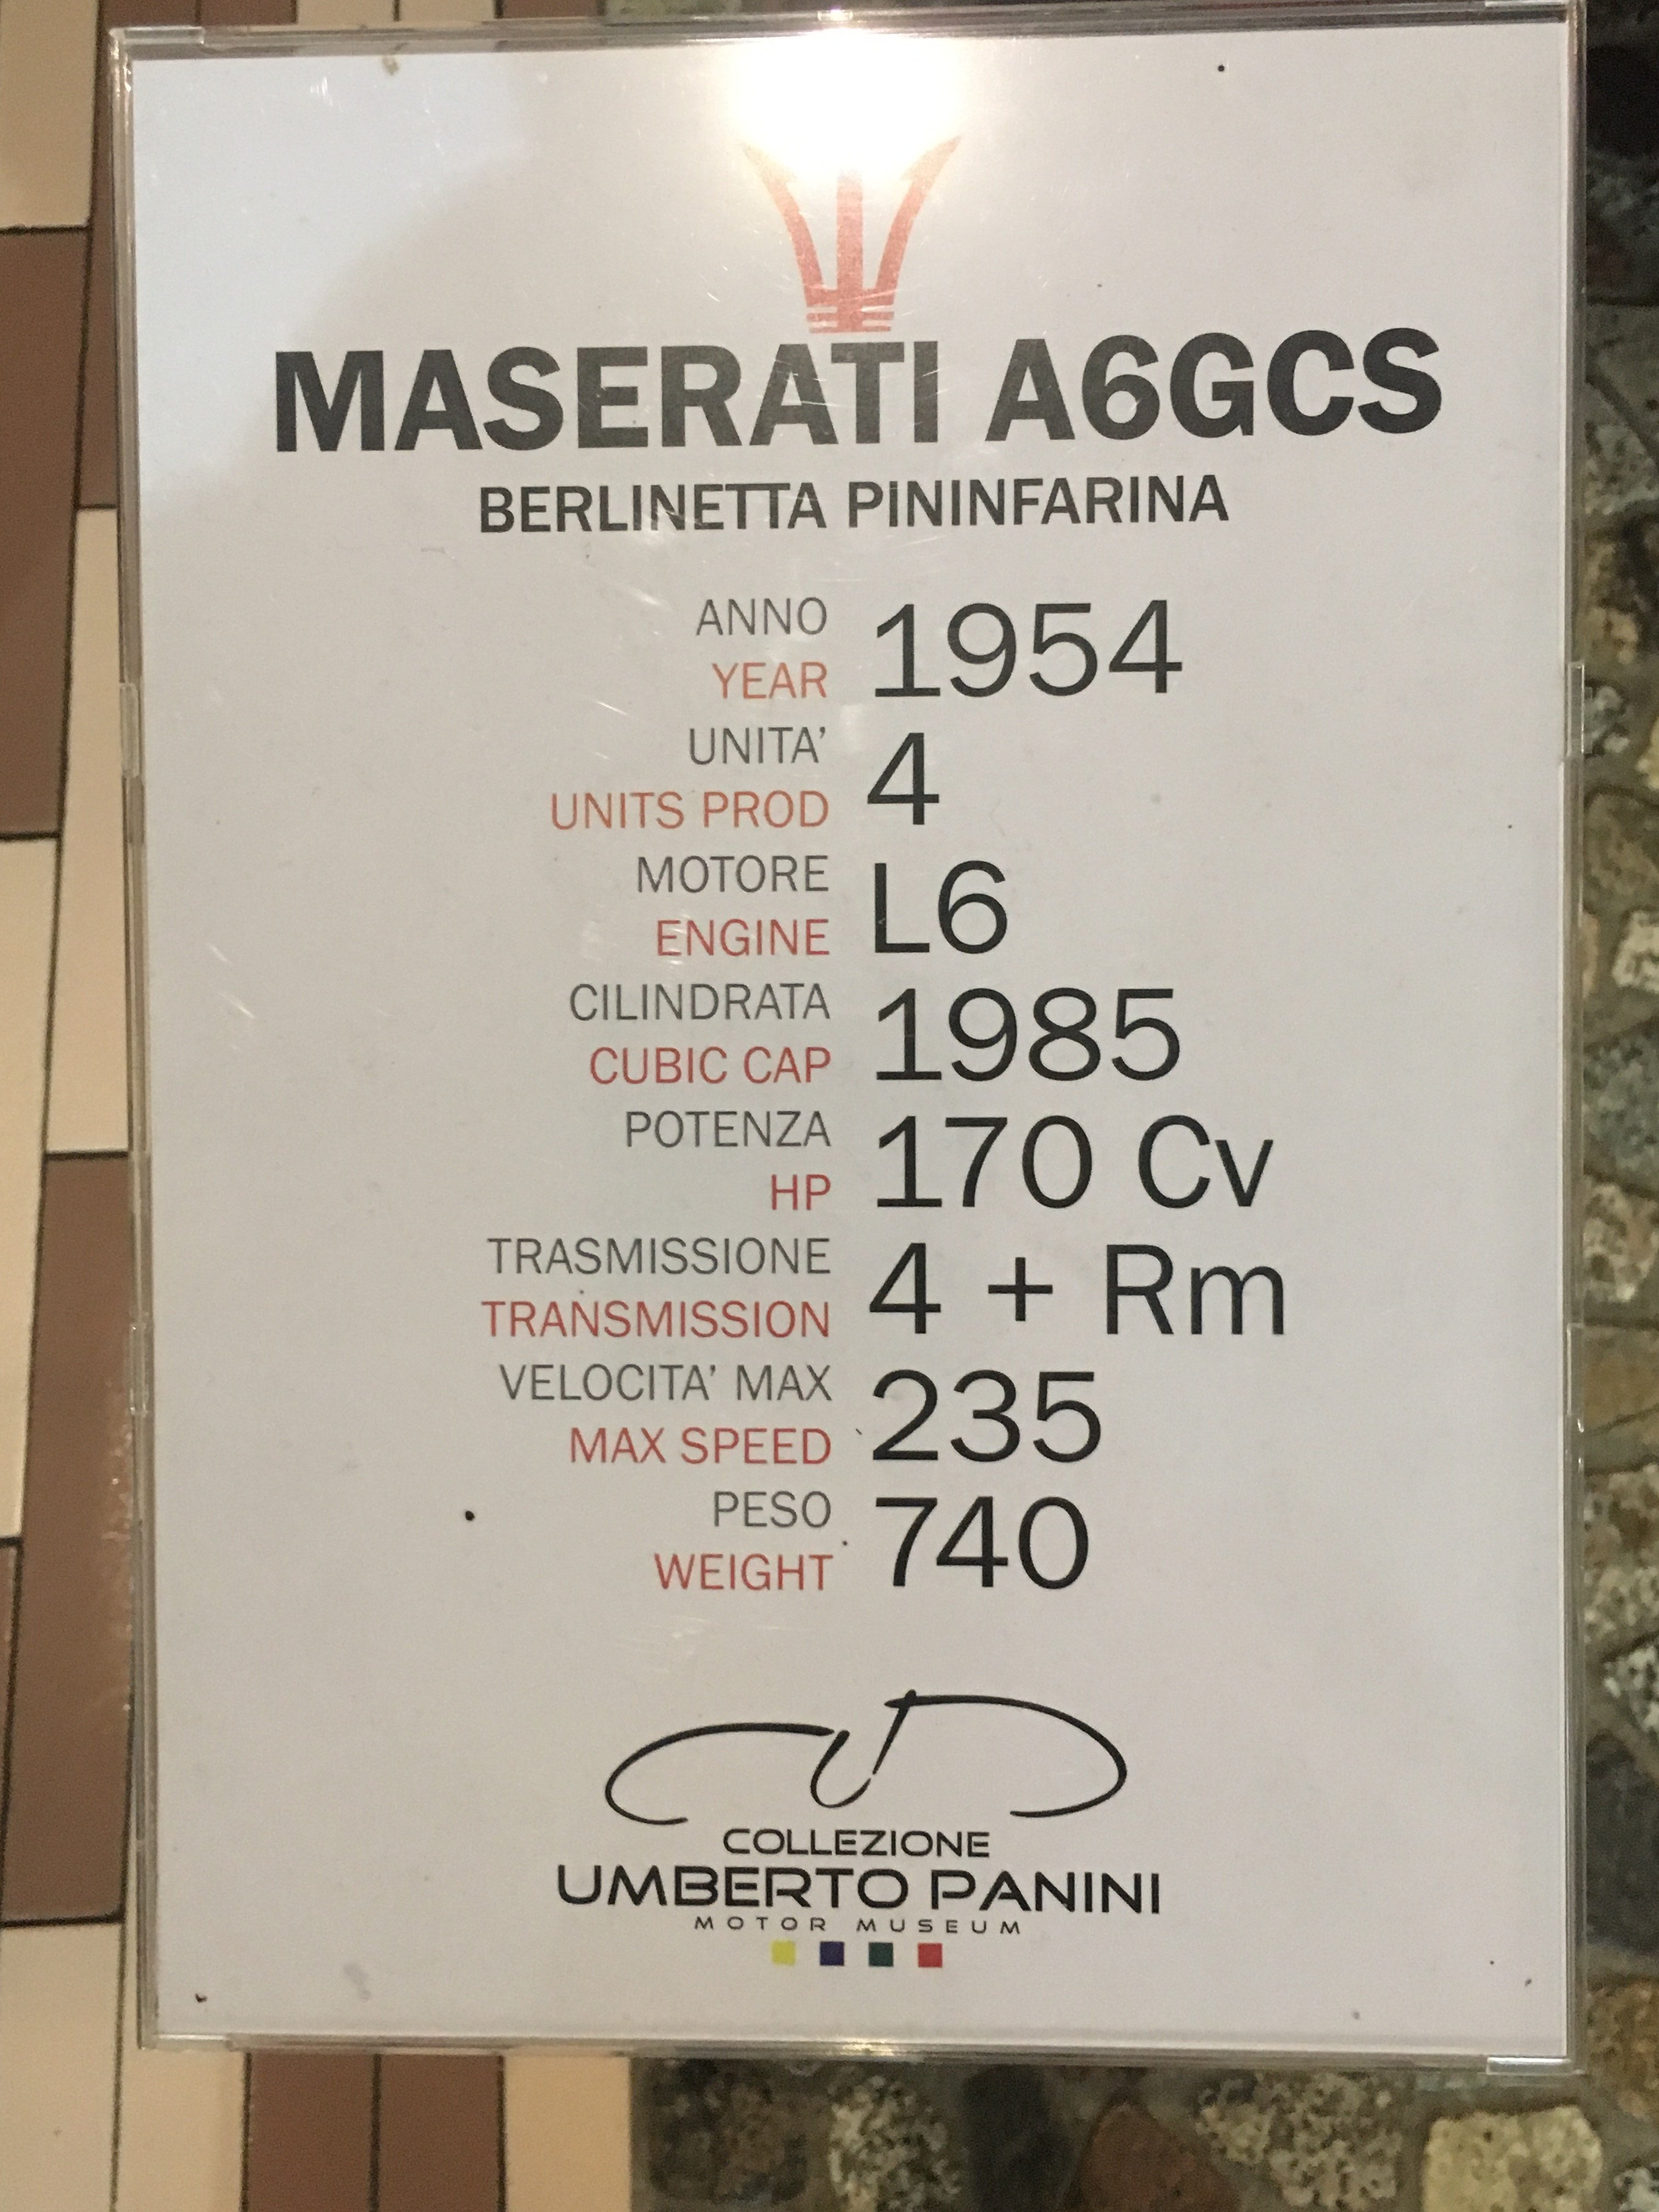 MASERATI A6GCS
BERLINETTA PININFARINA
ANNO
YEAR 1954
UNITA'
UNITS PROD 4
MOTORE
ENGINE L6
CILINDRATA
CUBIC CAP 1985
POTENZA
HP 170 Cv
TRASMISSIONE
TRANSMISSION 4 + Rm
VELOCITA' MAX
MAX SPEED 235
PESO
WEIGHT 740
COLLEZIONE
UMBERTO PANINI
MOTOR MUSEUM